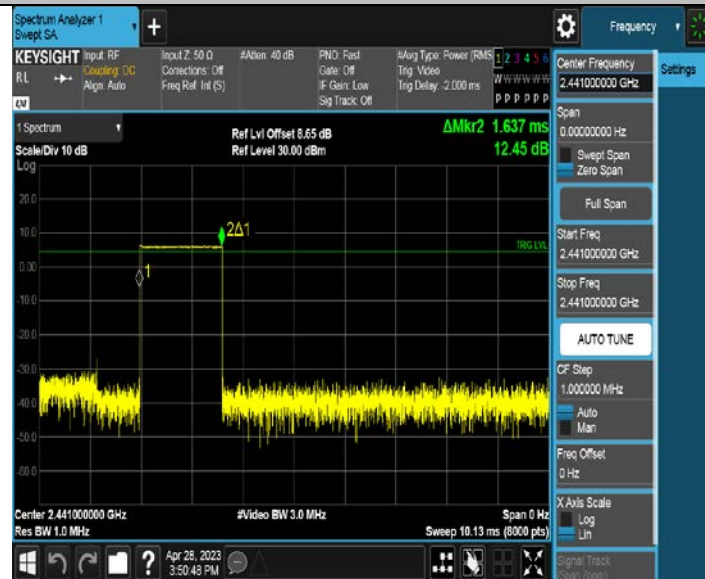 Spectrum Analyzer 1
Swept SA
+
Frequency
KEYSIGHT
RL
Input: RF
Coupling: DC
Align: Auto
Input Z: 50 Ω
Corrections: Off
Freq Ref: Int (S)
#Atten: 40 dB
PNO: Fast
Gate: Off
IF Gain: Low
Sig Track: Off
#Avg Type: Power (RMS
Trig: Video
Trig Delay: -2.000 ms
1 2 3 4 5 6
W W W W W W
P P P P P P
1 Spectrum
Scale/Div 10 dB
Log
Ref Lvl Offset 8.65 dB
Ref Level 30.00 dBm
ΔMkr2 1.637 ms
12.45 dB
20.0
10.0
0.00
-10.0
-20.0
-30.0
-40.0
-50.0
-60.0
2Δ1
1
TRIG LVL
Center 2.441000000 GHz
Res BW 1.0 MHz
#Video BW 3.0 MHz
Span 0 Hz
Sweep 10.13 ms (8000 pts)
Apr 28, 2023
3:50:48 PM
Center Frequency
2.441000000 GHz
Settings
Span
0.00000000 Hz
Swept Span
Zero Span
Full Span
Start Freq
2.441000000 GHz
Stop Freq
2.441000000 GHz
AUTO TUNE
CF Step
1.000000 MHz
Auto
Man
Freq Offset
0 Hz
X Axis Scale
Log
Lin
Signal Track
(Span Zoom)